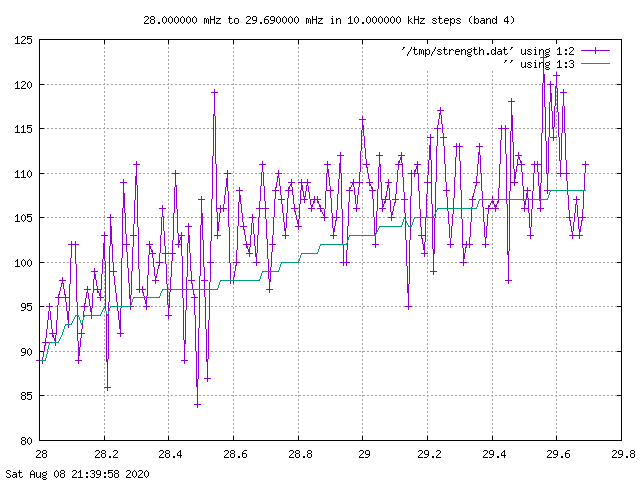 28.000000 mHz to 29.690000 mHz in 10.000000 kHz steps (band 4)
'/tmp/strength.dat' using 1:2
'' using 1:3
125
120
115
110
105
100
95
90
85
80
28 28.2 28.4 28.6 28.8 29 29.2 29.4 29.6 29.8
Sat Aug 08 21:39:58 2020